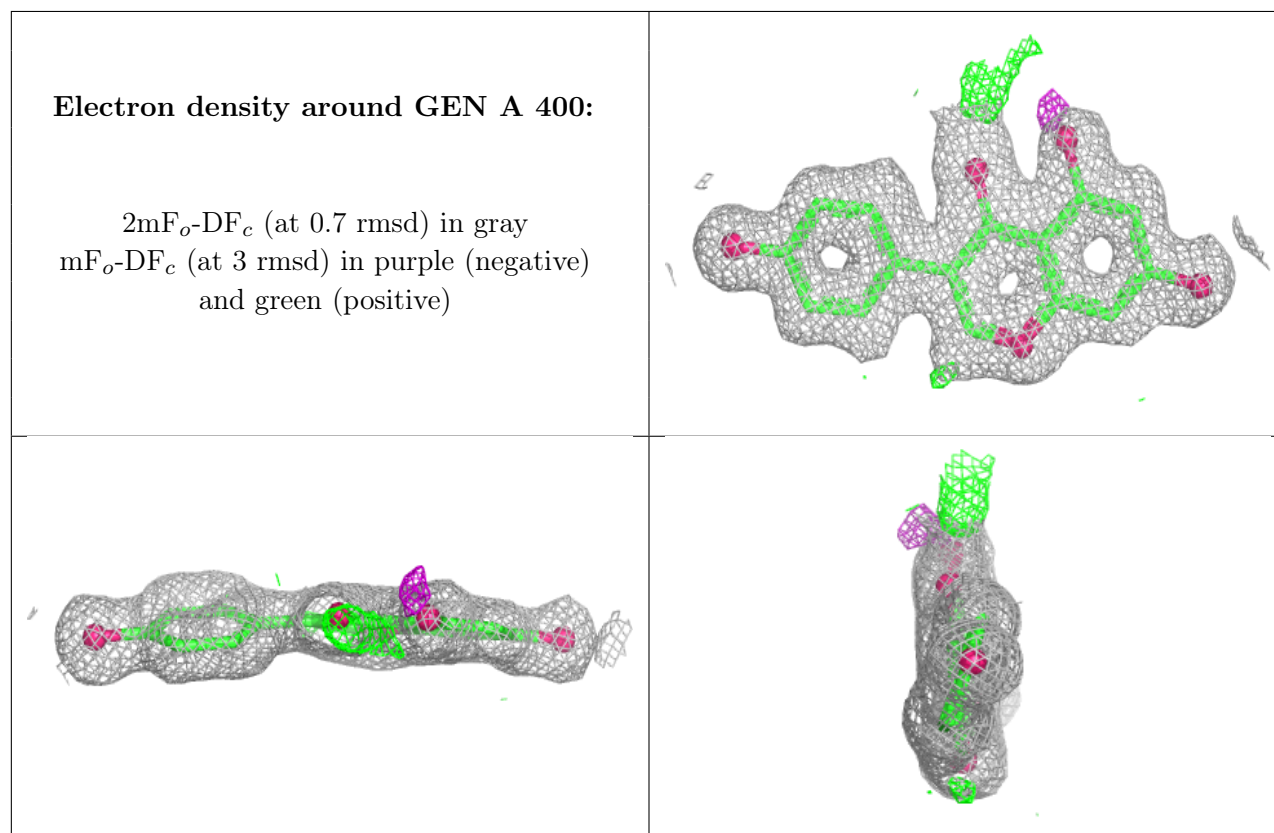 Electron density around GEN A 400:
2mFo-DFc (at 0.7 rmsd) in gray
mFo-DFc (at 3 rmsd) in purple (negative)
and green (positive)